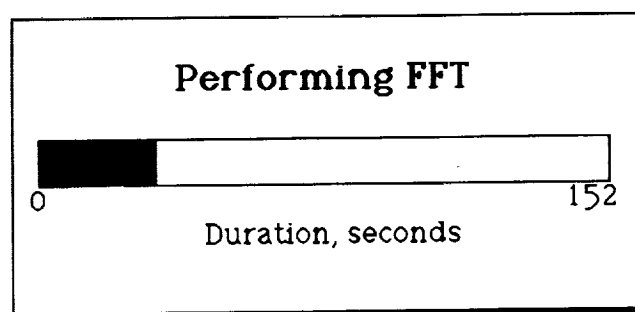 Performing FFT
0 152
Duration, seconds